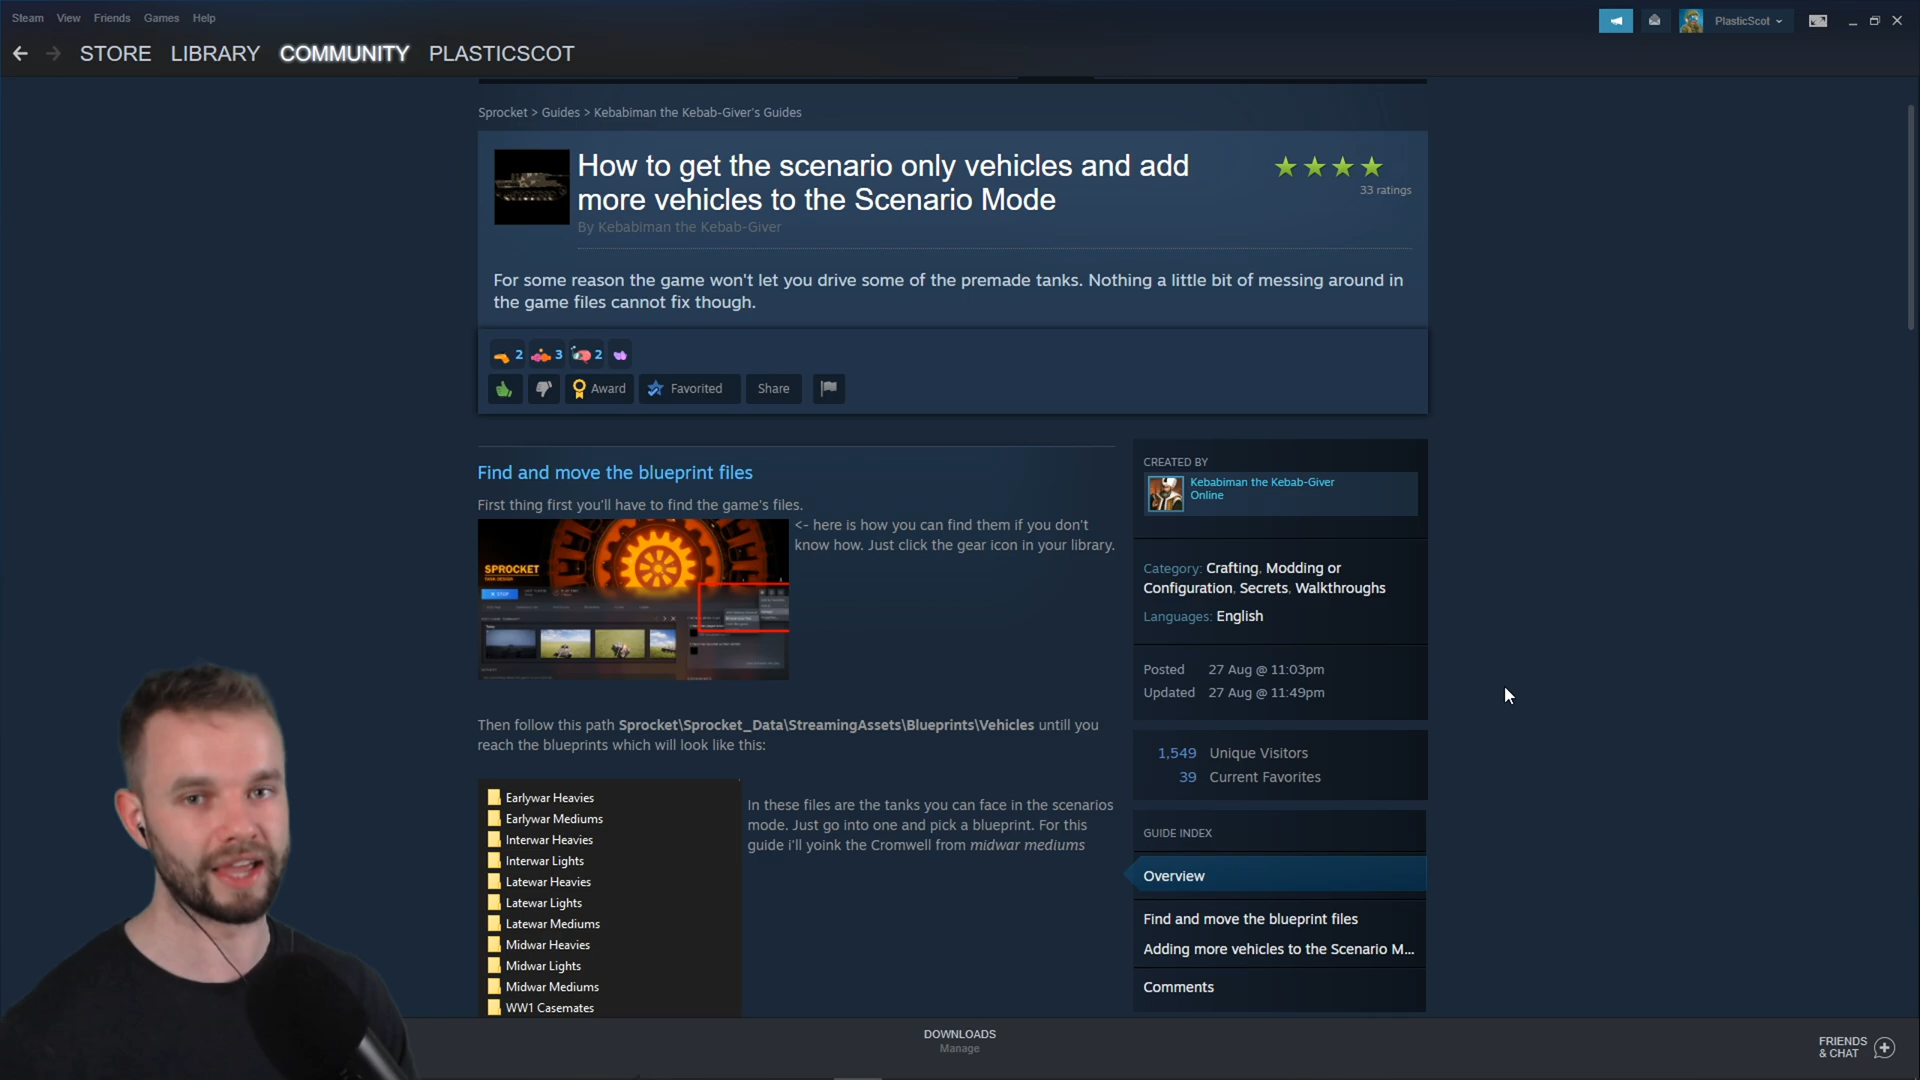 Steam View Friends Games Help
PlasticScot
STORE LIBRARY COMMUNITY PLASTICSCOT
Sprocket > Guides > Kebabiman the Kebab-Giver's Guides
How to get the scenario only vehicles and add
more vehicles to the Scenario Mode
33 ratings
By Kebabiman the Kebab-Giver
For some reason the game won't let you drive some of the premade tanks. Nothing a little bit of messing around in
the game files cannot fix though.
2 3 2
Award Favorited Share
Find and move the blueprint files
First thing first you'll have to find the game's files.
<- here is how you can find them if you don't
know how. Just click the gear icon in your library.
SPROCKET
STOP
Then follow this path Sprocket\Sprocket_Data\StreamingAssets\Blueprints\Vehicles untill you
reach the blueprints which will look like this:
Earlywar Heavies
Earlywar Mediums
Interwar Heavies
Interwar Lights
Latewar Heavies
Latewar Lights
Latewar Mediums
Midwar Heavies
Midwar Lights
Midwar Mediums
WW1 Casemates
In these files are the tanks you can face in the scenarios
mode. Just go into one and pick a blueprint. For this
guide i'll yoink the Cromwell from midwar mediums
CREATED BY
Kebabiman the Kebab-Giver
Online
Category: Crafting, Modding or
Configuration, Secrets, Walkthroughs
Languages: English
Posted 27 Aug @ 11:03pm
Updated 27 Aug @ 11:49pm
1,549 Unique Visitors
39 Current Favorites
GUIDE INDEX
Overview
Find and move the blueprint files
Adding more vehicles to the Scenario M...
Comments
DOWNLOADS
Manage
FRIENDS
& CHAT